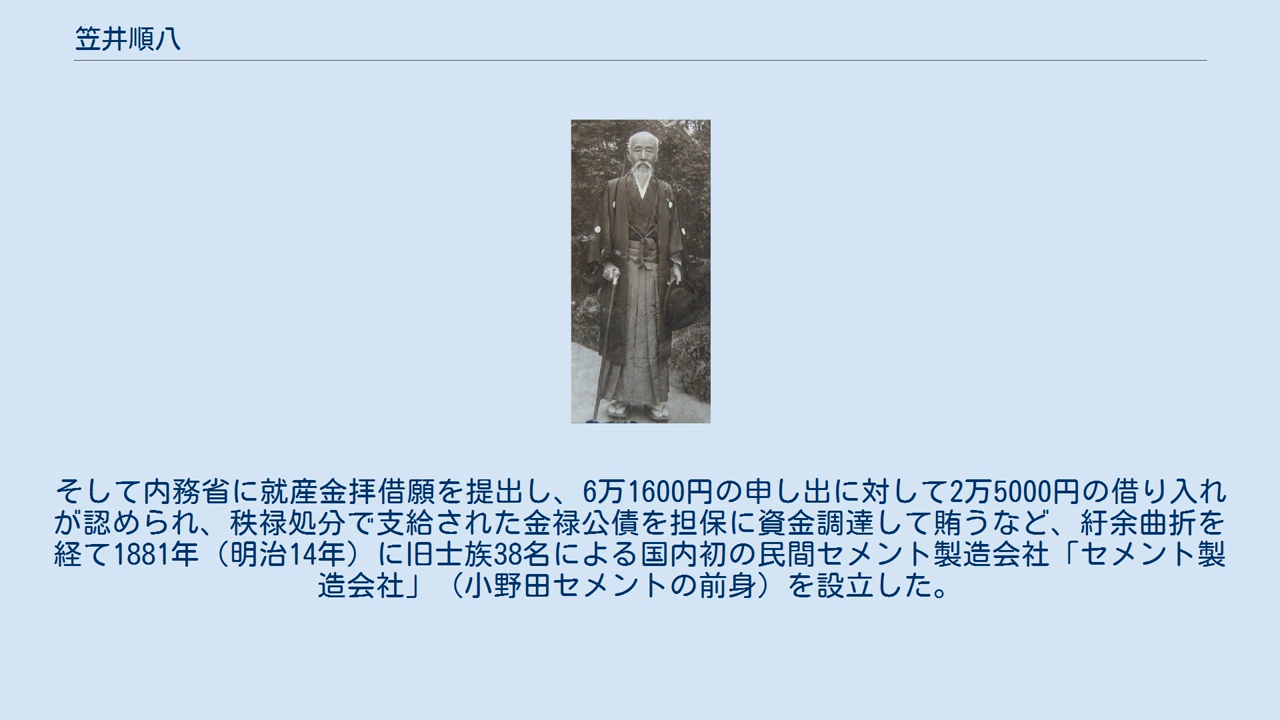 笠井順八
そして内務省に就産金拝借願を提出し、6万1600円の申し出に対して2万5000円の借り入れ
が認められ、秩禄処分で支給された金禄公債を担保に資金調達して賄うなど、紆余曲折を
経て1881年（明治14年）に旧士族38名による国内初の民間セメント製造会社「セメント製
造会社」（小野田セメントの前身）を設立した。